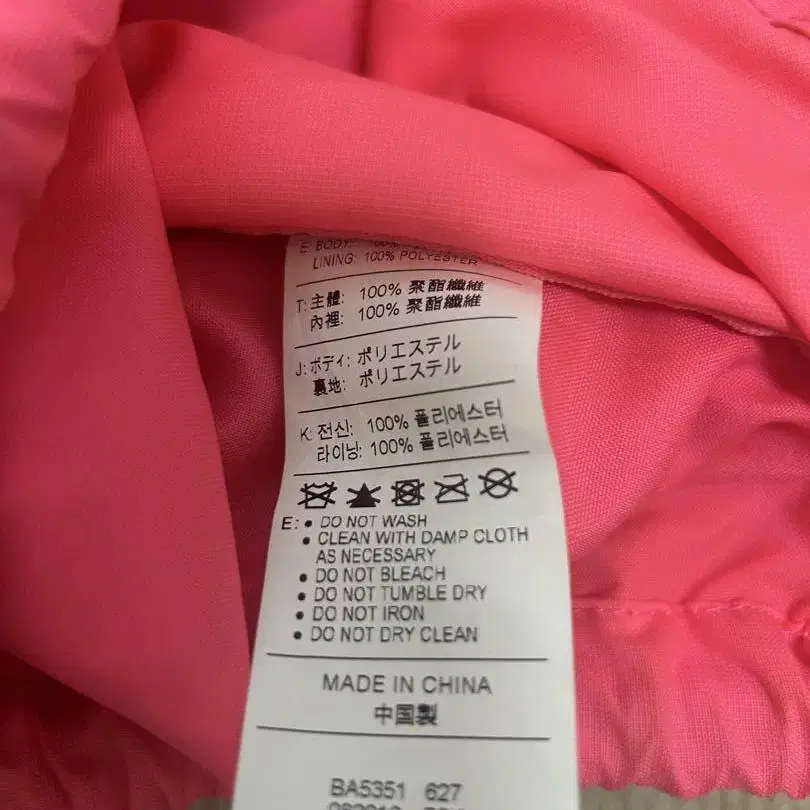 E: BODY: 100%
LINING: 100% POLYESTER
T: 主體: 100% 聚酯纖維
內裡: 100% 聚酯纖維
J: ボディ: ポリエステル
裏地: ポリエステル
K: 전신: 100% 폴리에스터
라이닝: 100% 폴리에스터
E: • DO NOT WASH
• CLEAN WITH DAMP CLOTH
AS NECESSARY
• DO NOT BLEACH
• DO NOT TUMBLE DRY
• DO NOT IRON
• DO NOT DRY CLEAN
MADE IN CHINA
中国製
BA5351 627